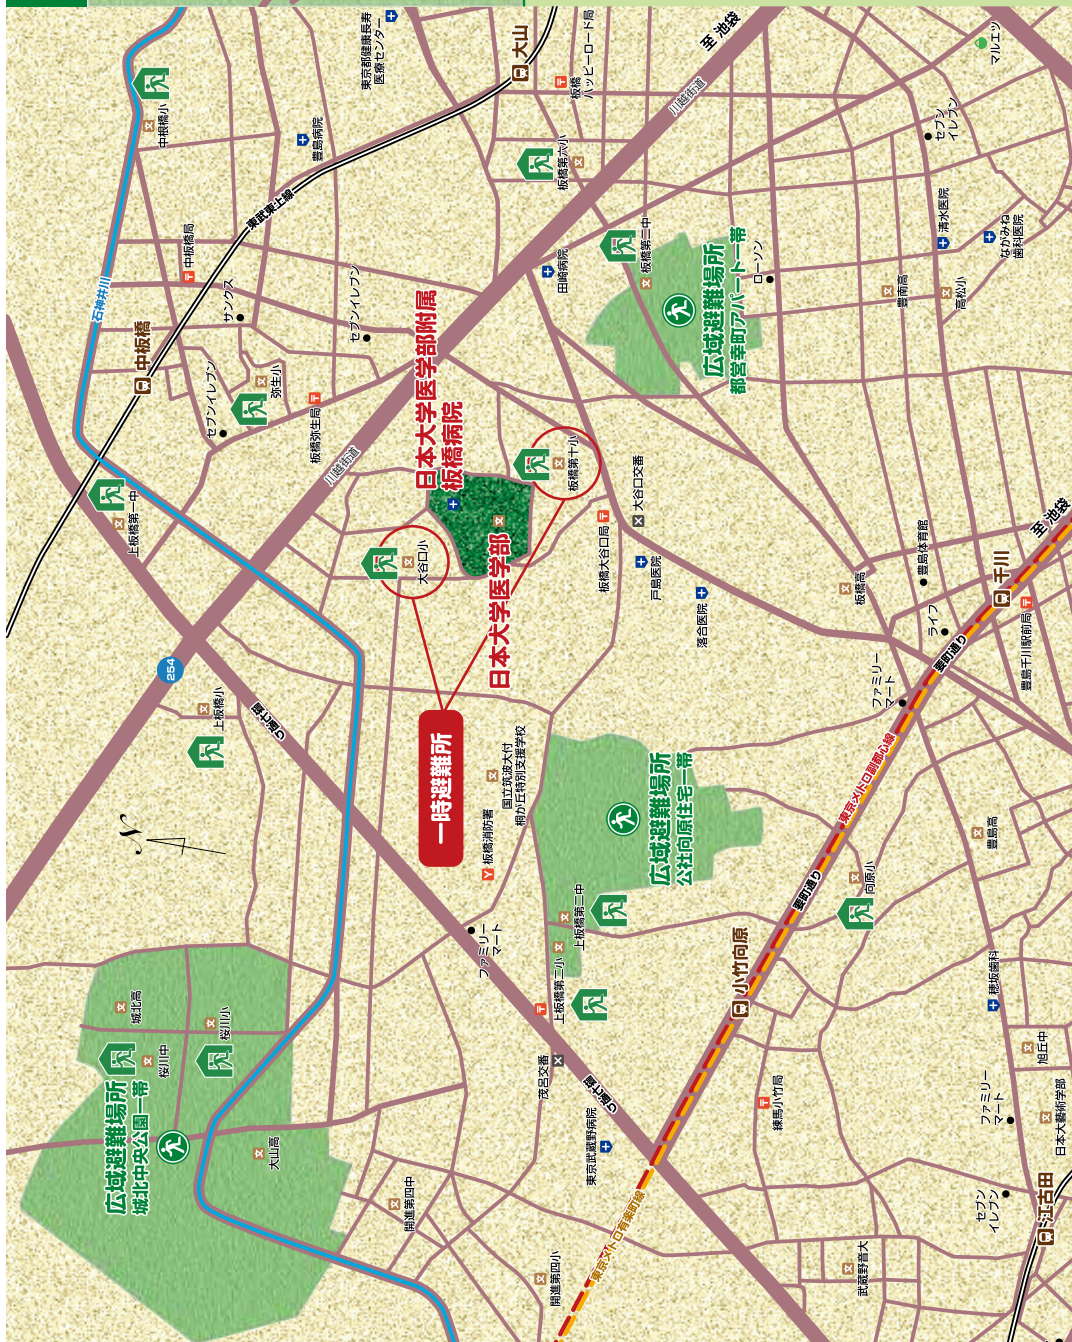 東京都健康長寿
医療センター
大山
板橋
ハッピーロード局
至 池袋
川越街道
マルエツ
中根橋小
豊島病院
板橋第六小
セブン
イレブン
東武東上線
中板橋局
石神井川
サンクス
セブンイレブン
田崎病院
板橋第二中
清水医院
ながみね
歯科医院
ローソン
豊南高
高松小
広域避難場所
都営幸町アパート一帯
中板橋
セブンイレブン
弥生小
板橋弥生局
日本大学医学部附属
板橋病院
川越街道
上板橋第一中
大谷口小
板橋第十小
日本大学医学部
大谷口交番
板橋大谷口局
戸島医院
落合医院
板橋高
豊島体育館
至 池袋
千川
ライフ
豊島千川駅前局
要町通り
ファミリー
マート
254
上板橋小
環七通り
一時避難所
国立筑波大付
桐が丘特別支援学校
板橋消防署
広域避難場所
公社向原住宅一帯
東京メトロ副都心線
豊島高
向原小
要町通り
上板橋第二中
ファミリー
マート
上板橋第二小
小竹向原
穂坂歯科
N
城北高
桜川小
桜川中
広域避難場所
城北中央公園一帯
大山高
茂呂交番
環七通り
東京武蔵野病院
練馬小竹局
旭丘中
ファミリー
マート
日本大藝術学部
開進第四中
東京メトロ有楽町線
開進第四小
武蔵野音大
セブン
イレブン
江古田